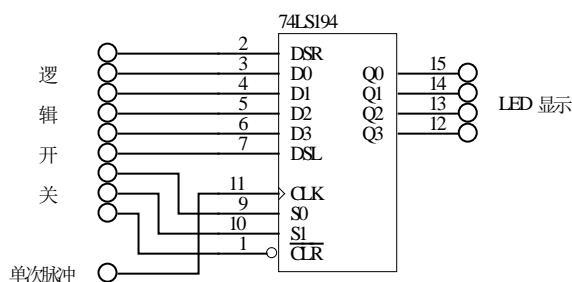 74LS194
2 DSR
3 D0 Q0 15
逻
4 D1 Q1 14
LED 显示
辑
5 D2 Q2 13
6 D3 Q3 12
开
7 DSL
关
11 CLK
9 S0
10 S1
1 CLR
单次脉冲